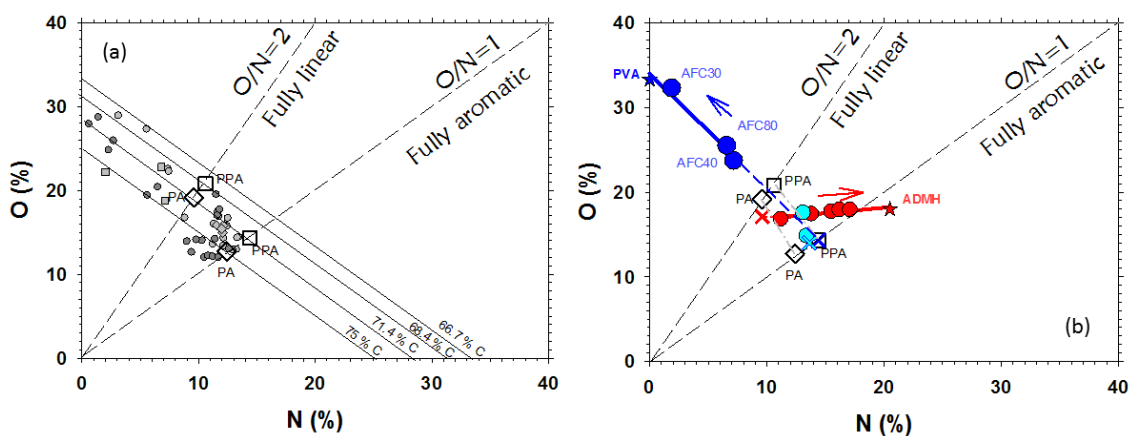 (a)
40
30
20
10
0
O (%)
0
10
20
30
40
N (%)
O/N=2
Fully linear
O/N=1
Fully aromatic
PPA
PA
PPA
PA
75 % C
71.4 % C
68.4 % C
66.7 % C
(b)
40
30
20
10
0
O (%)
0
10
20
30
40
N (%)
O/N=2
Fully linear
O/N=1
Fully aromatic
PVA
AFC30
AFC80
AFC40
PPA
PA
ADMH
PPA
PA